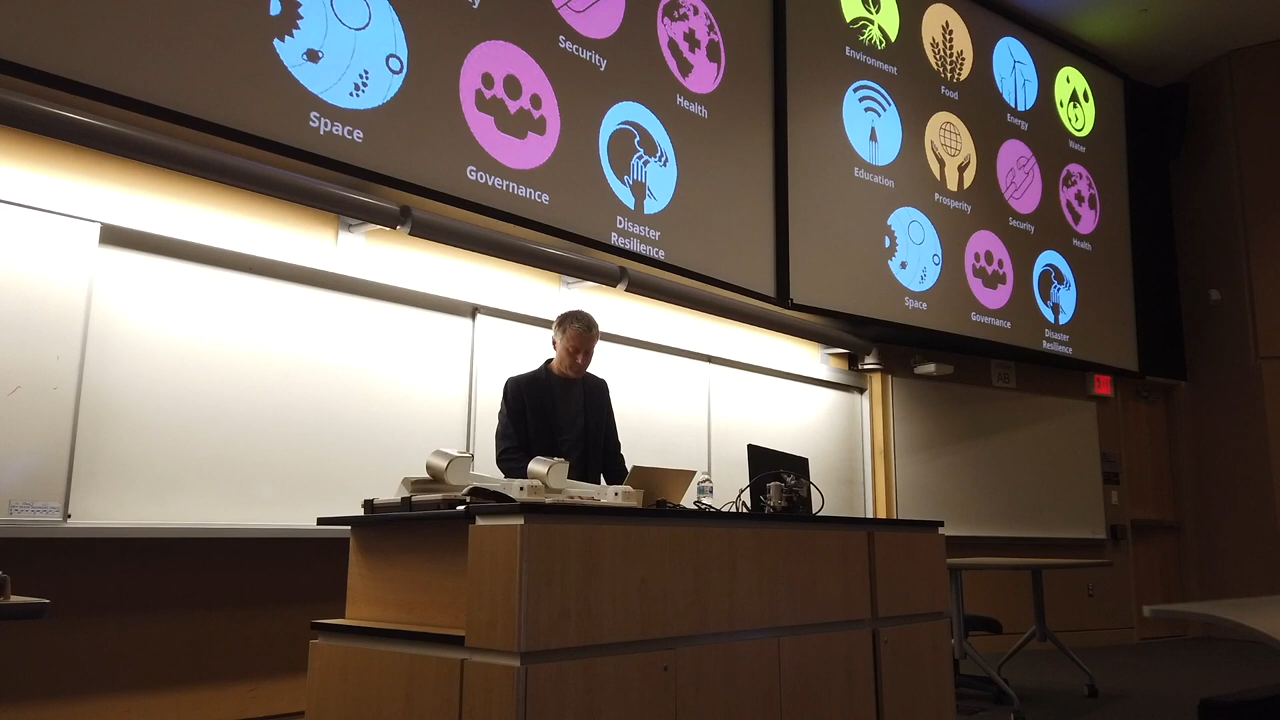 Security
Health
Space
Governance
Disaster
Resilience
Environment
Food
Energy
Water
Education
Prosperity
Security
Health
Space
Governance
Disaster
Resilience
AB